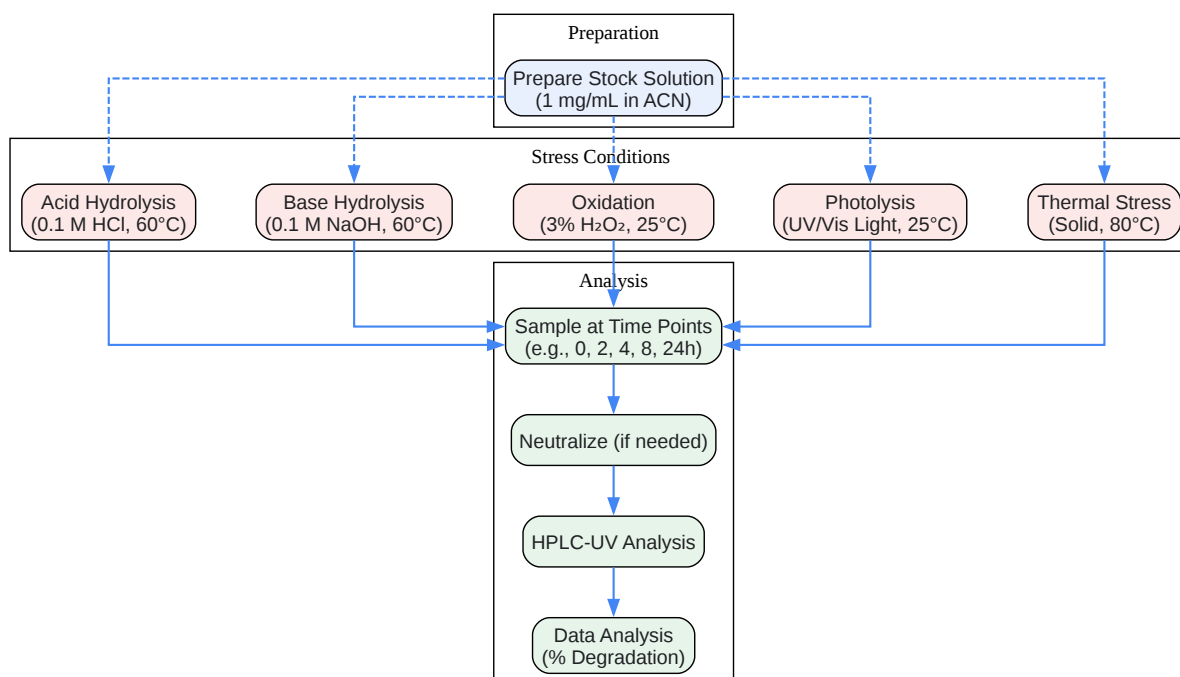 Preparation
Prepare Stock Solution
(1 mg/mL in ACN)
Stress Conditions
Acid Hydrolysis
(0.1 M HCl, 60°C)
Base Hydrolysis
(0.1 M NaOH, 60°C)
Oxidation
(3% H₂O₂, 25°C)
Photolysis
(UV/Vis Light, 25°C)
Thermal Stress
(Solid, 80°C)
Analysis
Sample at Time Points
(e.g., 0, 2, 4, 8, 24h)
Neutralize (if needed)
HPLC-UV Analysis
Data Analysis
(% Degradation)